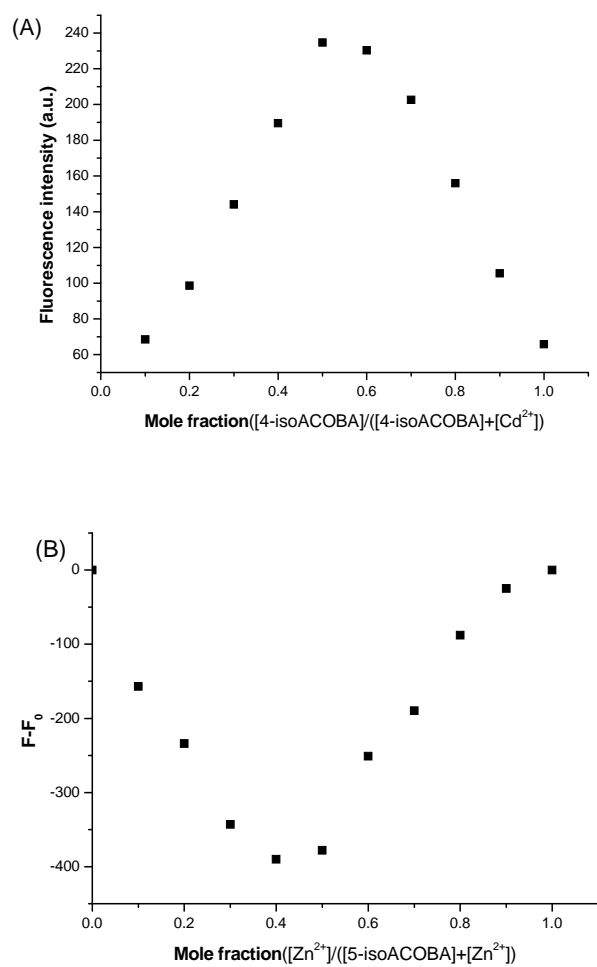 (A)
240
220
200
180
160
140
120
100
80
60
Fluorescence intensity (a.u.)
0.0 0.2 0.4 0.6 0.8 1.0
Mole fraction([4-isoACOBA]/([4-isoACOBA]+[Cd²⁺])
(B)
0
-100
-200
-300
-400
F-F₀
0.0 0.2 0.4 0.6 0.8 1.0
Mole fraction([Zn²⁺]/([5-isoACOBA]+[Zn²⁺])